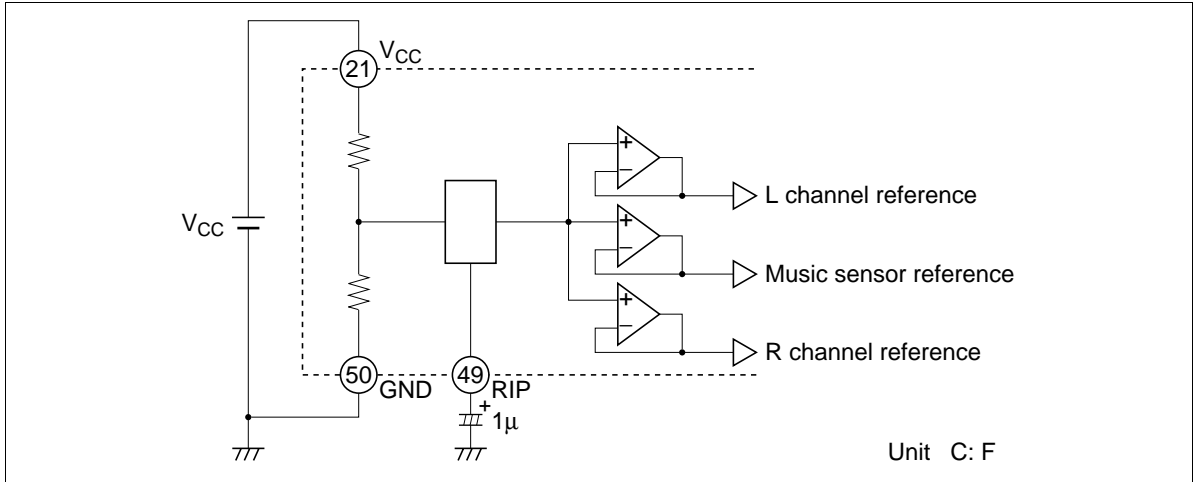 VCC
21
+
−
L channel reference
VCC
+
−
Music sensor reference
+
−
R channel reference
50
GND
49
RIP
+
1μ
Unit C: F